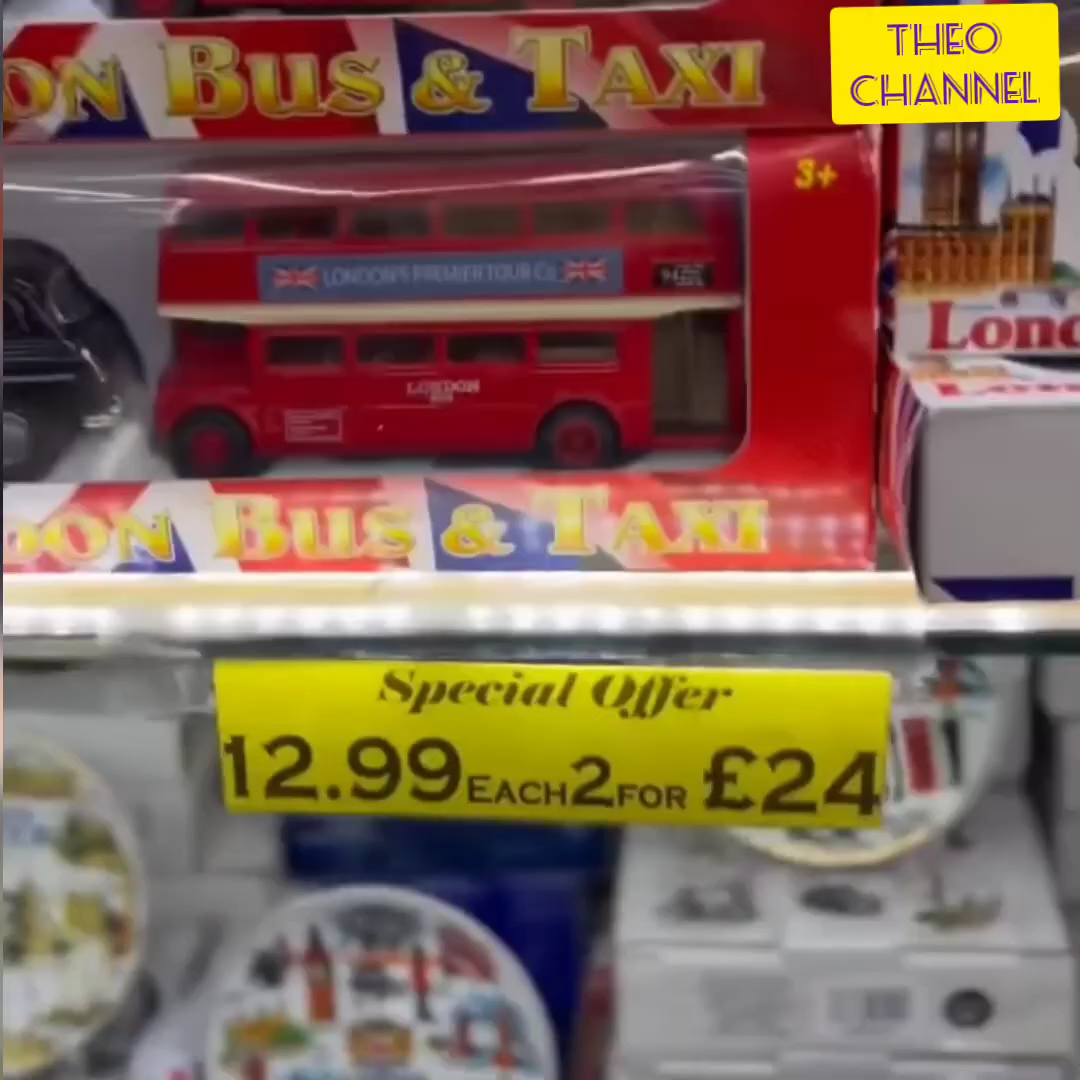 ON BUS & TAXI
THEO
CHANNEL
3+
LONDON'S PREMIER TOUR Co
LONDON
LOND
DON BUS & TAXI
Special Offer
12.99 EACH 2 FOR £24